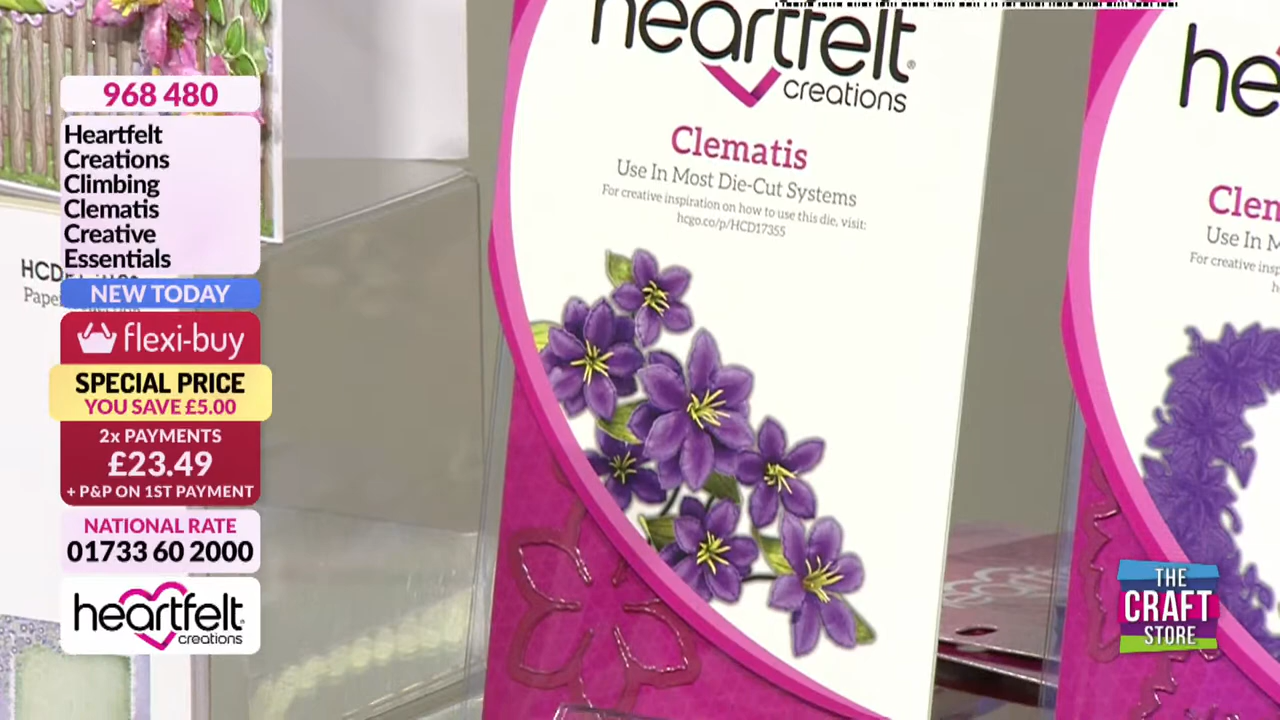 968 480
Heartfelt
Creations
Climbing
Clematis
Creative
Essentials
NEW TODAY
flexi-buy
SPECIAL PRICE
YOU SAVE £5.00
2x PAYMENTS
£23.49
+ P&P ON 1ST PAYMENT
NATIONAL RATE
01733 60 2000
heartfelt
creations
HCD
heartfelt
creations
Clematis
Use In Most Die-Cut Systems
For creative inspiration on how to use this die, visit:
hcgo.co/p/HCD17355
he
Clem
Use In M
For creative insp
THE
CRAFT
STORE